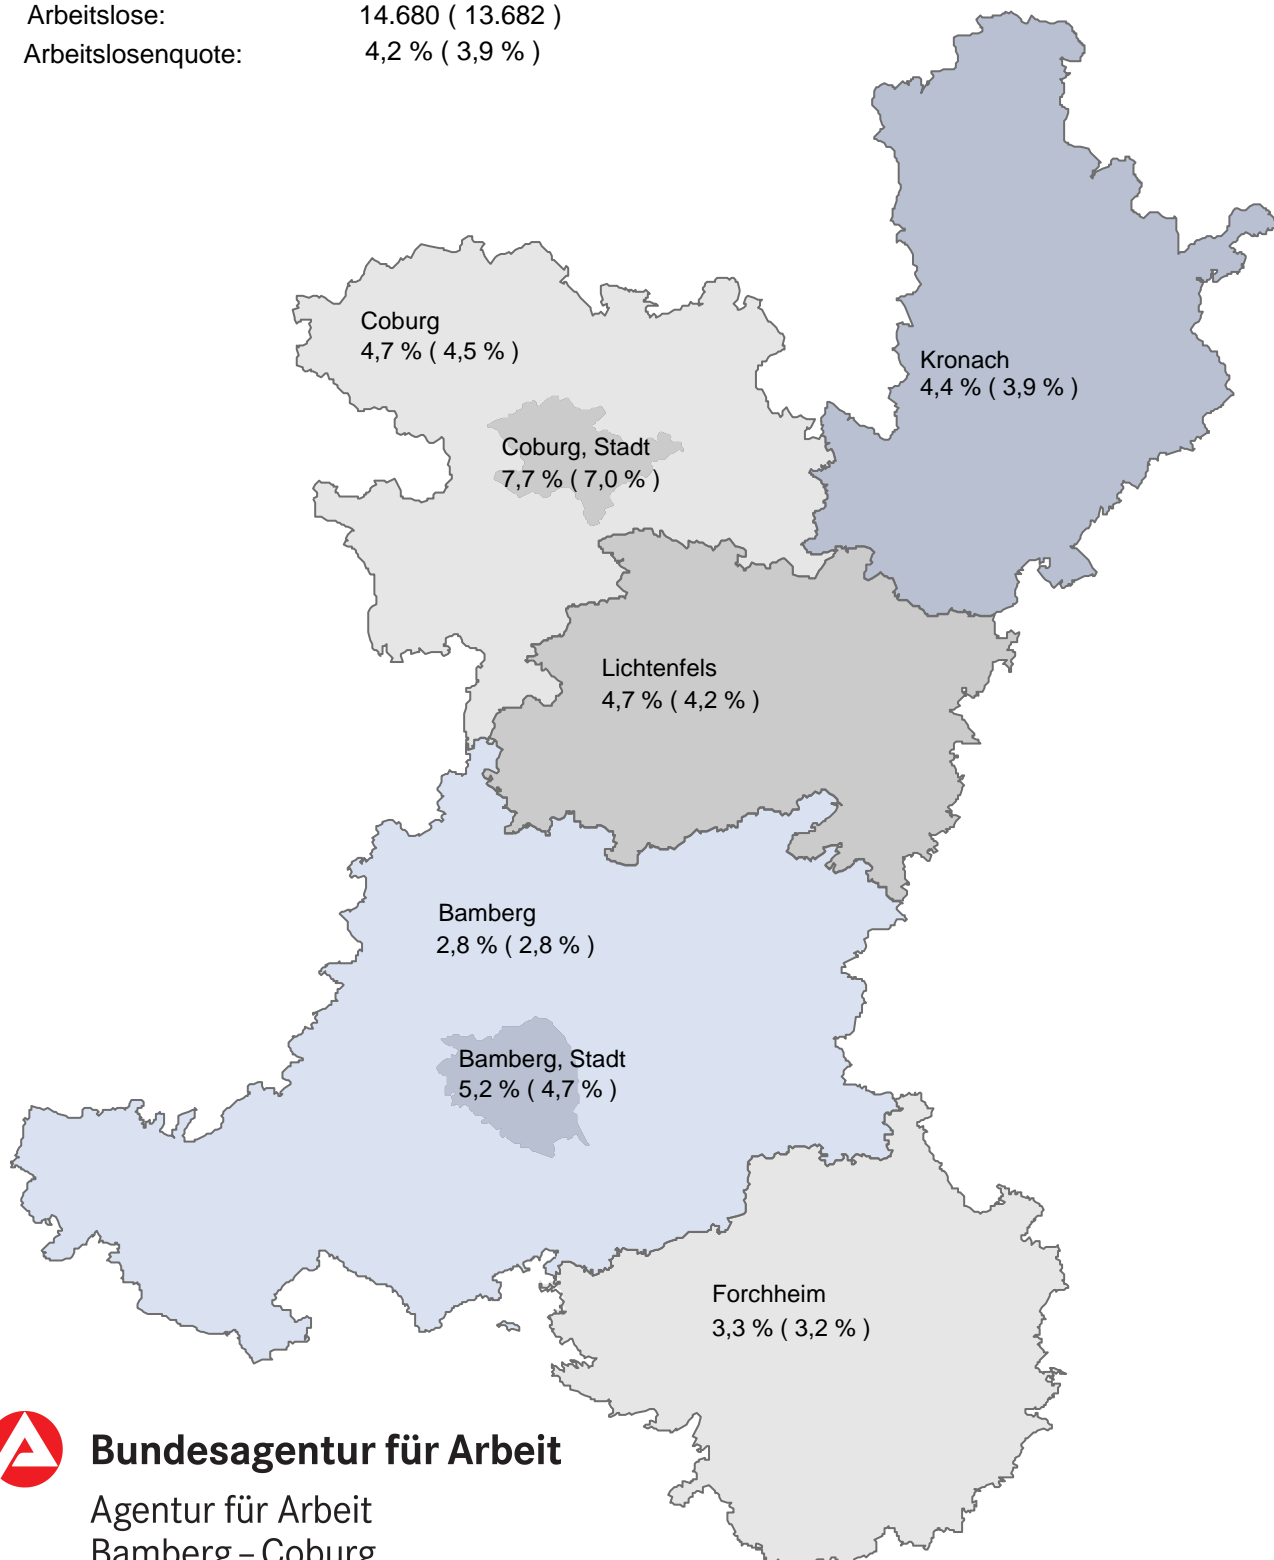 Arbeitslose: 14.680 ( 13.682 )
Arbeitslosenquote: 4,2 % ( 3,9 % )
Coburg
4,7 % ( 4,5 % )
Kronach
4,4 % ( 3,9 % )
Coburg, Stadt
7,7 % ( 7,0 % )
Lichtenfels
4,7 % ( 4,2 % )
Bamberg
2,8 % ( 2,8 % )
Bamberg, Stadt
5,2 % ( 4,7 % )
Forchheim
3,3 % ( 3,2 % )
Bundesagentur für Arbeit
Agentur für Arbeit
Bamberg – Coburg